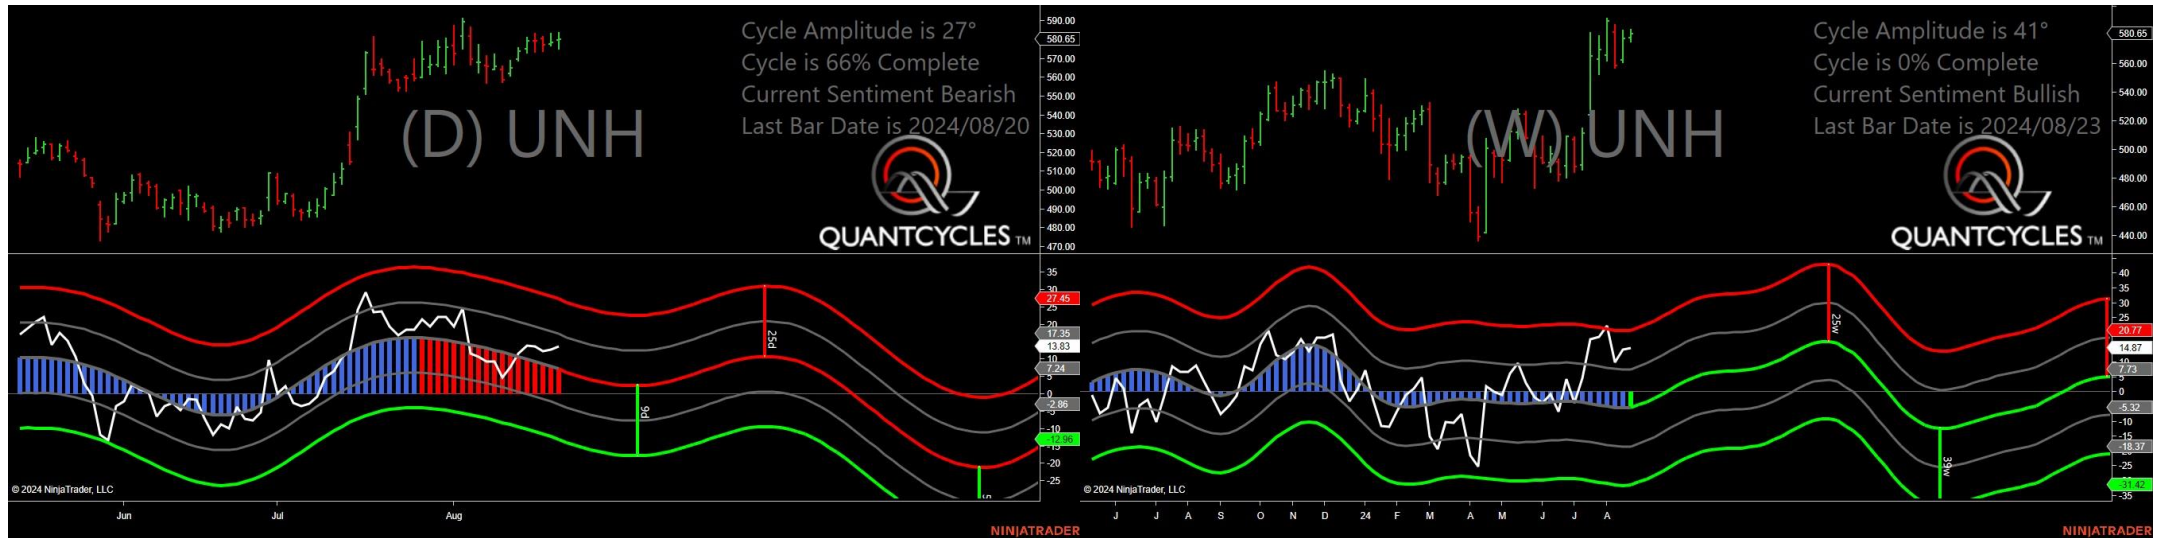 Cycle Amplitude is 27°
Cycle is 66% Complete
Current Sentiment Bearish
Last Bar Date is 2024/08/20
(D) UNH
QUANTCYCLES TM
590.00
580.65
570.00
560.00
550.00
540.00
530.00
520.00
510.00
500.00
490.00
480.00
470.00
35
30
27.45
25
17.35
13.83
10
7.24
5
0
-2.86
-5
-10
-12.96
-15
-20
-25
25d
9d
© 2024 NinjaTrader, LLC
Jun Jul Aug
NINJATRADER
Cycle Amplitude is 41°
Cycle is 0% Complete
Current Sentiment Bullish
Last Bar Date is 2024/08/23
(W) UNH
QUANTCYCLES TM
580.65
560.00
540.00
520.00
500.00
480.00
460.00
440.00
40
35
30
25
20.77
14.87
7.73
5
0
-5.32
-10
-15
-18.37
-25
-31.42
-35
25w
39w
© 2024 NinjaTrader, LLC
J J A S O N D 24 F M A M J J A
NINJATRADER